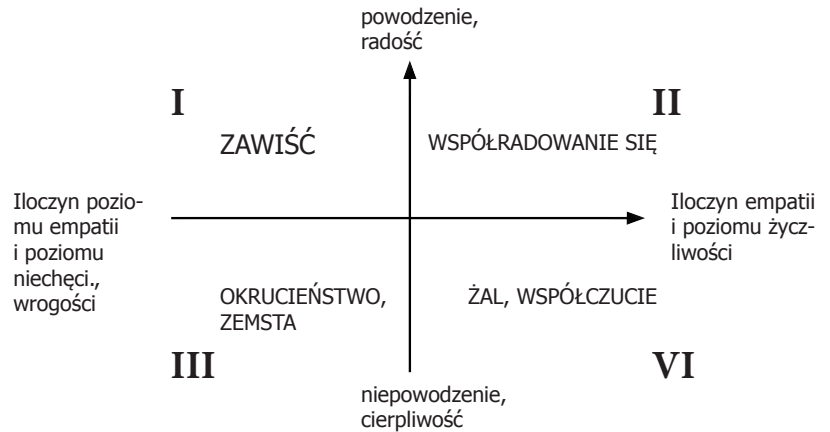 powodzenie,
radość
I
II
ZAWIŚĆ
WSPÓŁRADOWANIE SIĘ
Iloczyn pozio-
mu empatii
i poziomu
niechęci.,
wrogości
Iloczyn empatii
i poziomu życz-
liwości
OKRUCIEŃSTWO,
ZEMSTA
ŻAL, WSPÓŁCZUCIE
III
VI
niepowodzenie,
cierpliwość